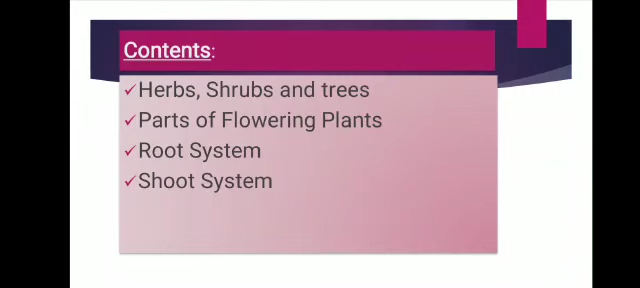 Contents:
✓Herbs, Shrubs and trees
✓Parts of Flowering Plants
✓Root System
✓Shoot System